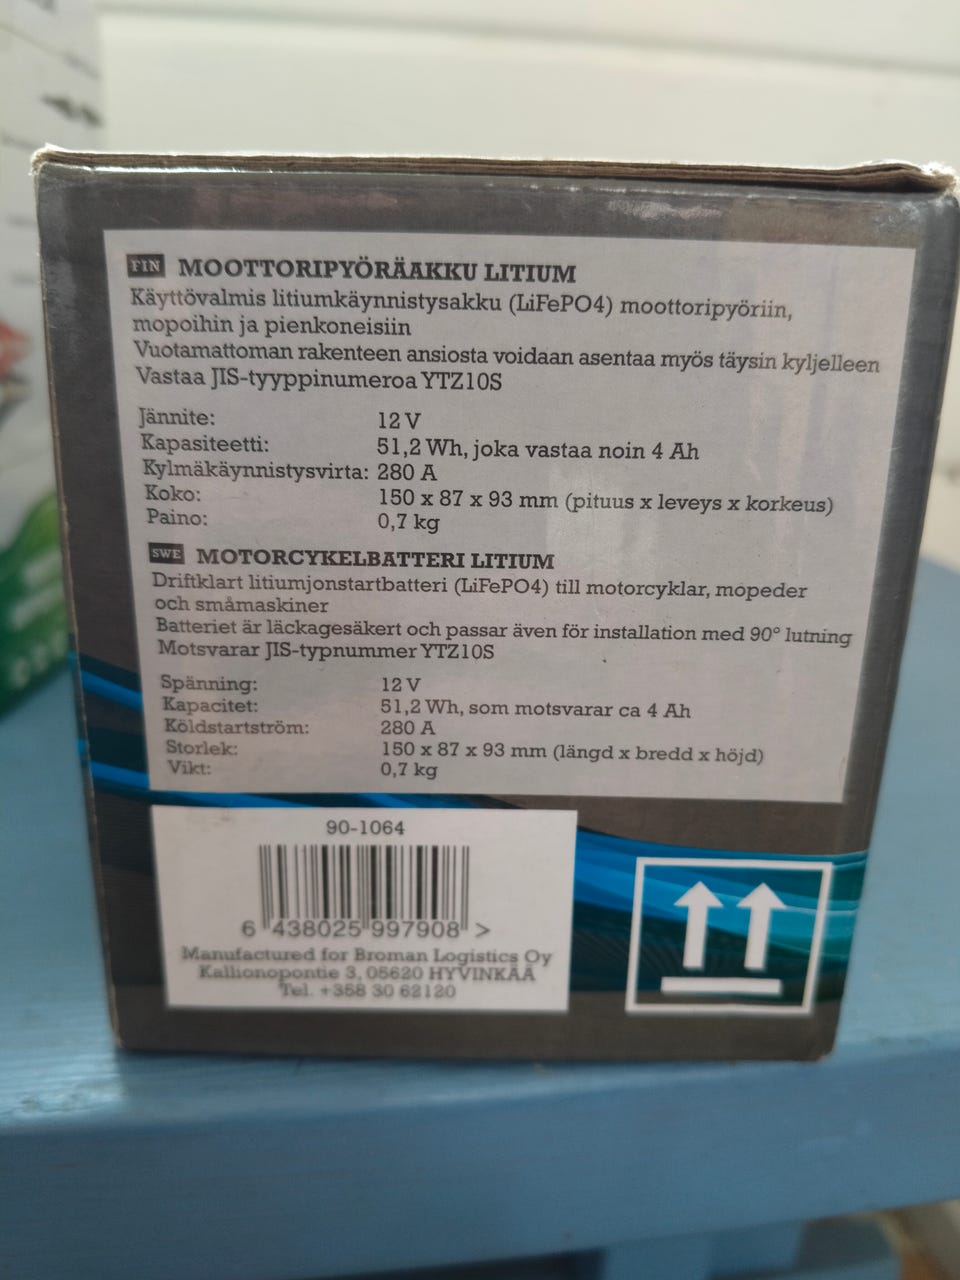 FIN MOOTTORIPYÖRÄAKKU LITIUM
Käyttövalmis litiumkäynnistysakku (LiFePO4) moottoripyöriin,
mopoihin ja pienkoneisiin
Vuotamattoman rakenteen ansiosta voidaan asentaa myös täysin kyljelleen
Vastaa JIS-tyyppinumeroa YTZ10S
Jännite: 12 V
Kapasiteetti: 51,2 Wh, joka vastaa noin 4 Ah
Kylmäkäynnistysvirta: 280 A
Koko: 150 x 87 x 93 mm (pituus x leveys x korkeus)
Paino: 0,7 kg
SWE MOTORCYKELBATTERI LITIUM
Driftklart litiumjonstartbatteri (LiFePO4) till motorcyklar, mopeder
och småmaskiner
Batteriet är läckagesäkert och passar även för installation med 90° lutning
Motsvarar JIS-typnummer YTZ10S
Spänning: 12 V
Kapacitet: 51,2 Wh, som motsvarar ca 4 Ah
Köldstartström: 280 A
Storlek: 150 x 87 x 93 mm (längd x bredd x höjd)
Vikt: 0,7 kg
90-1064
6 438025 997908 >
Manufactured for Broman Logistics Oy
Kallionopontie 3, 05620 HYVINKÄÄ
Tel. +358 30 62120